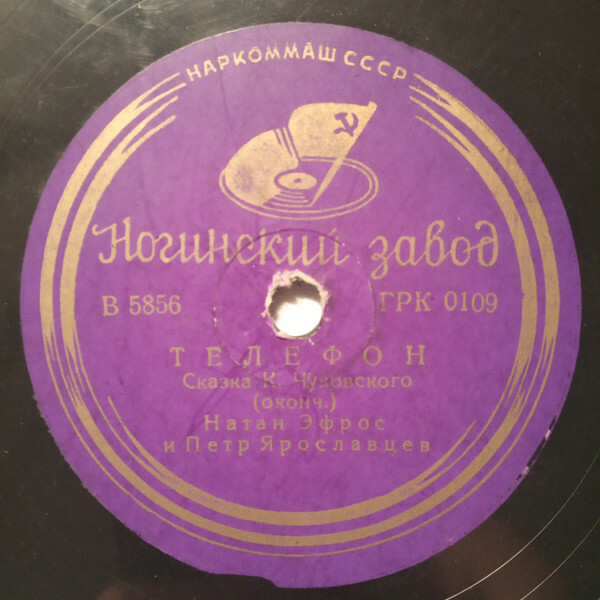 НАРКОММАШ СССР
Ногинский завод
В 5856 ГРК 0109
ТЕЛЕФОН
Сказка К. Чуковского
(оконч.)
Натан Эфрос
и Петр Ярославцев